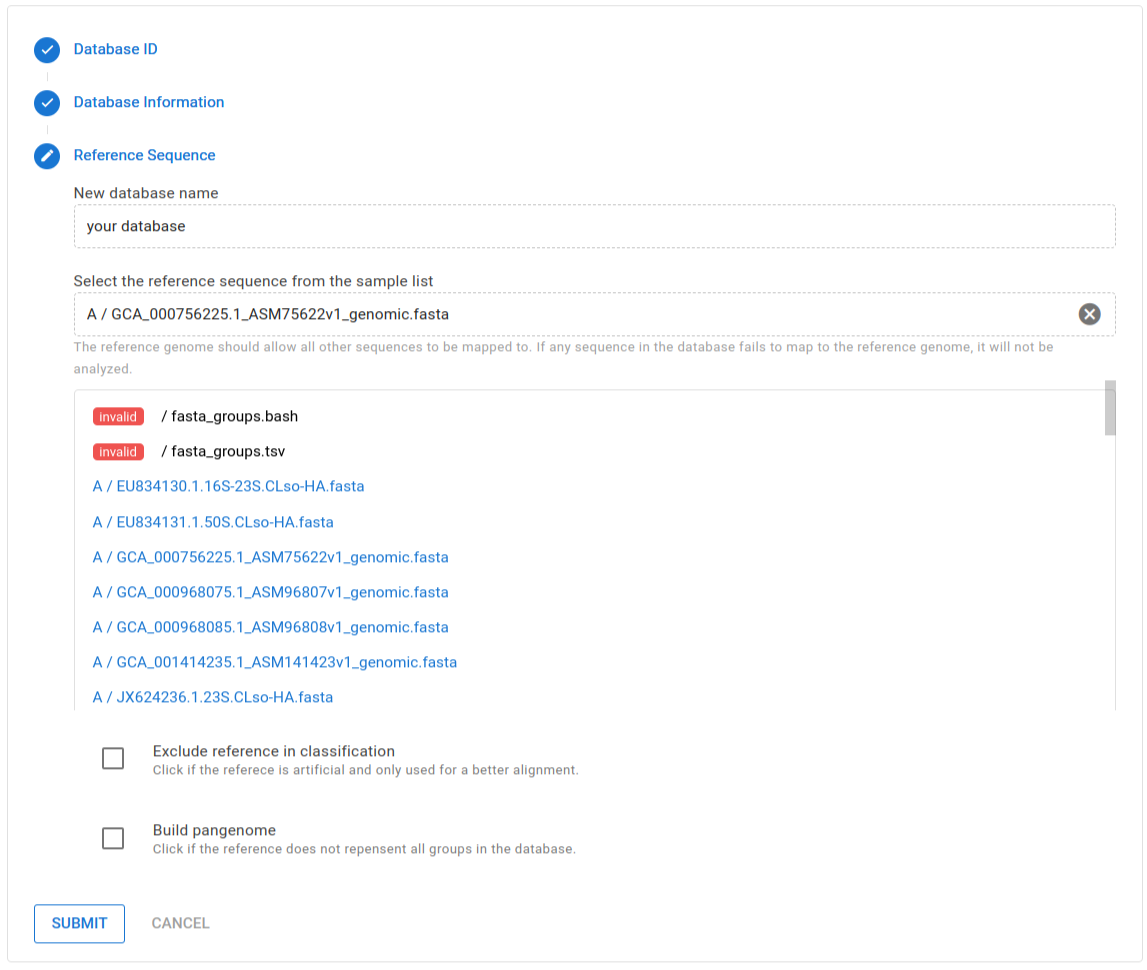 Database ID
Database Information
Reference Sequence
New database name
your database
Select the reference sequence from the sample list
A / GCA_000756225.1_ASM75622v1_genomic.fasta
The reference genome should allow all other sequences to be mapped to. If any sequence in the database fails to map to the reference genome, it will not be
analyzed.
invalid / fasta_groups.bash
invalid / fasta_groups.tsv
A / EU834130.1.16S-23S.CLso-HA.fasta
A / EU834131.1.50S.CLso-HA.fasta
A / GCA_000756225.1_ASM75622v1_genomic.fasta
A / GCA_000968075.1_ASM96807v1_genomic.fasta
A / GCA_000968085.1_ASM96808v1_genomic.fasta
A / GCA_001414235.1_ASM141423v1_genomic.fasta
A / JX624236.1.23S.CLso-HA.fasta
Exclude reference in classification
Click if the referece is artificial and only used for a better alignment.
Build pangenome
Click if the reference does not repensent all groups in the database.
SUBMIT CANCEL